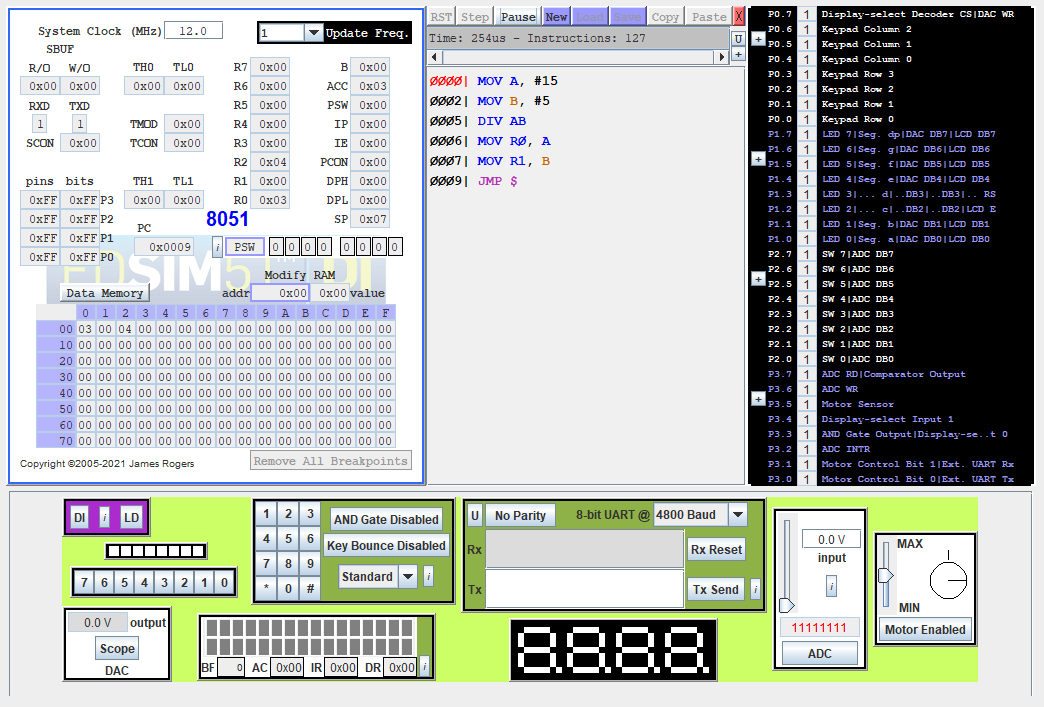 System Clock (MHz) 12.0 1 Update Freq.
SBUF
R/O W/O TH0 TL0 R7 0x00 B 0x00
0x00 0x00 0x00 0x00 R6 0x00 ACC 0x03
RXD TXD R5 0x00 PSW 0x00
1 1 TMOD 0x00 R4 0x00 IP 0x00
SCON 0x00 TCON 0x00 R3 0x00 IE 0x00
R2 0x04 PCON 0x00
pins bits TH1 TL1 R1 0x00 DPH 0x00
0xFF 0xFF P3 0x00 0x00 R0 0x03 DPL 0x00
0xFF 0xFF P2 8051 SP 0x07
0xFF 0xFF P1 PC 0x0009 i PSW 0 0 0 0 0 0 0 0
0xFF 0xFF P0
EDSIM51 DI
Modify RAM
Data Memory addr 0x00 0x00 value
0 1 2 3 4 5 6 7 8 9 A B C D E F
00 03 00 04 00 00 00 00 00 00 00 00 00 00 00 00 00
10 00 00 00 00 00 00 00 00 00 00 00 00 00 00 00 00
20 00 00 00 00 00 00 00 00 00 00 00 00 00 00 00 00
30 00 00 00 00 00 00 00 00 00 00 00 00 00 00 00 00
40 00 00 00 00 00 00 00 00 00 00 00 00 00 00 00 00
50 00 00 00 00 00 00 00 00 00 00 00 00 00 00 00 00
60 00 00 00 00 00 00 00 00 00 00 00 00 00 00 00 00
70 00 00 00 00 00 00 00 00 00 00 00 00 00 00 00 00
Copyright ©2005-2021 James Rogers Remove All Breakpoints
RST Step Pause New Load Save Copy Paste X
Time: 254us - Instructions: 127 U
+
0000| MOV A, #15
0002| MOV B, #5
0005| DIV AB
0006| MOV R0, A
0007| MOV R1, B
0009| JMP $
P0.7 1 Display-select Decoder CS|DAC WR
P0.6 1 Keypad Column 2
+ P0.5 1 Keypad Column 1
P0.4 1 Keypad Column 0
P0.3 1 Keypad Row 3
P0.2 1 Keypad Row 2
P0.1 1 Keypad Row 1
P0.0 1 Keypad Row 0
P1.7 1 LED 7|Seg. dp|DAC DB7|LCD DB7
P1.6 1 LED 6|Seg. g|DAC DB6|LCD DB6
+ P1.5 1 LED 5|Seg. f|DAC DB5|LCD DB5
P1.4 1 LED 4|Seg. e|DAC DB4|LCD DB4
P1.3 1 LED 3|... d|..DB3|..DB3|.. RS
P1.2 1 LED 2|... c|..DB2|..DB2|LCD E
P1.1 1 LED 1|Seg. b|DAC DB1|LCD DB1
P1.0 1 LED 0|Seg. a|DAC DB0|LCD DB0
P2.7 1 SW 7|ADC DB7
P2.6 1 SW 6|ADC DB6
+ P2.5 1 SW 5|ADC DB5
P2.4 1 SW 4|ADC DB4
P2.3 1 SW 3|ADC DB3
P2.2 1 SW 2|ADC DB2
P2.1 1 SW 1|ADC DB1
P2.0 1 SW 0|ADC DB0
P3.7 1 ADC RD|Comparator Output
P3.6 1 ADC WR
+ P3.5 1 Motor Sensor
P3.4 1 Display-select Input 1
P3.3 1 AND Gate Output|Display-se..t 0
P3.2 1 ADC INTR
P3.1 1 Motor Control Bit 1|Ext. UART Rx
P3.0 1 Motor Control Bit 0|Ext. UART Tx
DI i LD
7 6 5 4 3 2 1 0
0.0 V output
Scope
DAC
1 2 3
4 5 6
7 8 9
* 0 #
AND Gate Disabled
Key Bounce Disabled
Standard i
BF 0 AC 0x00 IR 0x00 DR 0x00 i
U No Parity 8-bit UART @ 4800 Baud
Rx Rx Reset
Tx Tx Send i
8.8.8.8.
0.0 V
input
i
11111111
ADC
MAX
MIN
Motor Enabled